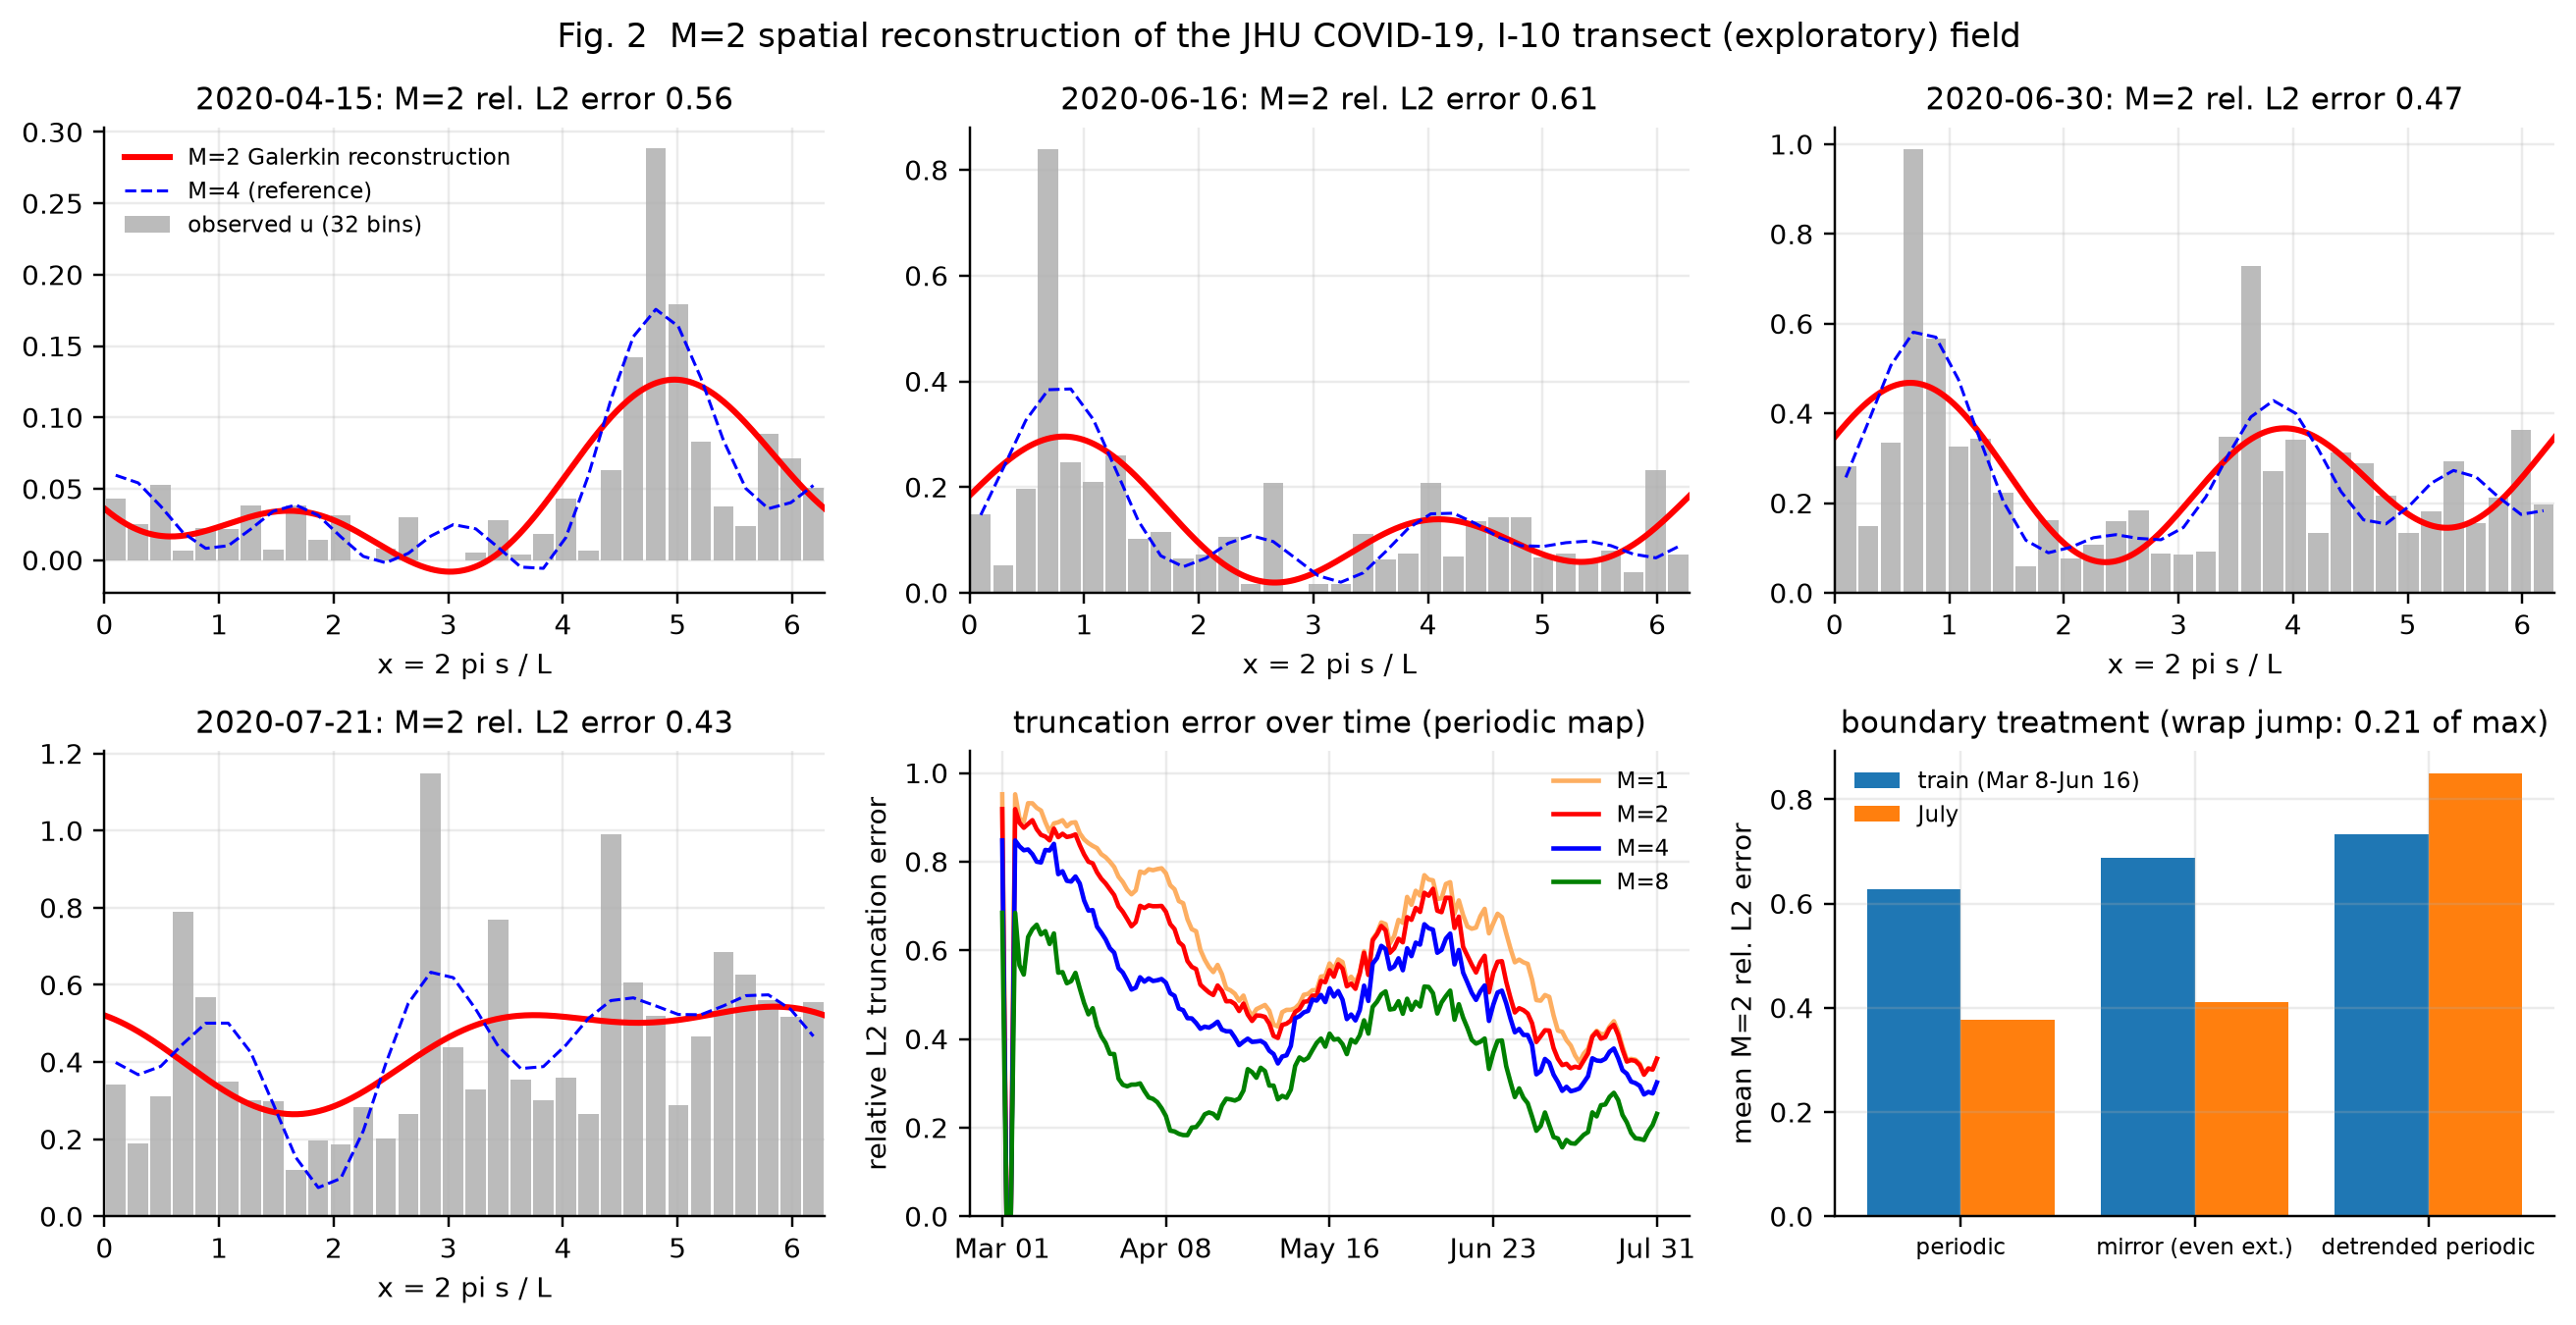 Fig. 2  M=2 spatial reconstruction of the JHU COVID-19, I-10 transect (exploratory) field
2020-04-15: M=2 rel. L2 error 0.56
0.30
0.25
0.20
0.15
0.10
0.05
0.00
M=2 Galerkin reconstruction
M=4 (reference)
observed u (32 bins)
0 1 2 3 4 5 6
x = 2 pi s / L
2020-06-16: M=2 rel. L2 error 0.61
0.8
0.6
0.4
0.2
0.0
0 1 2 3 4 5 6
x = 2 pi s / L
2020-06-30: M=2 rel. L2 error 0.47
1.0
0.8
0.6
0.4
0.2
0.0
0 1 2 3 4 5 6
x = 2 pi s / L
2020-07-21: M=2 rel. L2 error 0.43
1.2
1.0
0.8
0.6
0.4
0.2
0.0
0 1 2 3 4 5 6
x = 2 pi s / L
truncation error over time (periodic map)
relative L2 truncation error
1.0
0.8
0.6
0.4
0.2
0.0
M=1
M=2
M=4
M=8
Mar 01 Apr 08 May 16 Jun 23 Jul 31
boundary treatment (wrap jump: 0.21 of max)
mean M=2 rel. L2 error
0.8
0.6
0.4
0.2
0.0
train (Mar 8-Jun 16)
July
periodic mirror (even ext.) detrended periodic